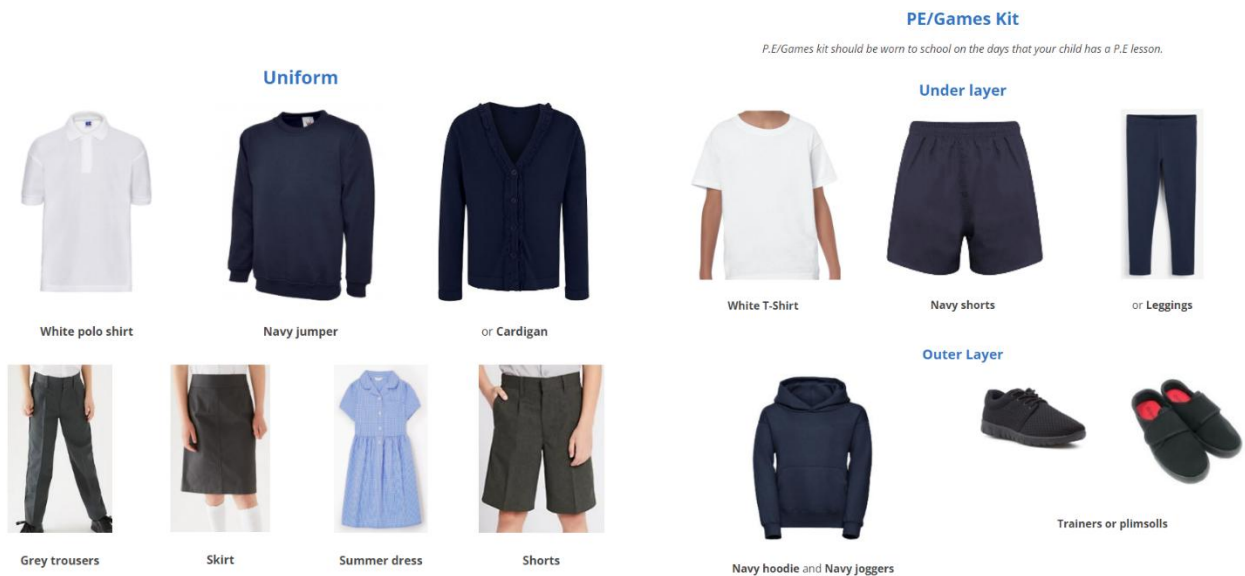 Uniform
White polo shirt
Navy jumper
or Cardigan
Grey trousers
Skirt
Summer dress
Shorts
PE/Games Kit
P.E/Games kit should be worn to school on the days that your child has a P.E lesson.
Under layer
White T-Shirt
Navy shorts
or Leggings
Outer Layer
Navy hoodie and Navy joggers
Trainers or plimsolls